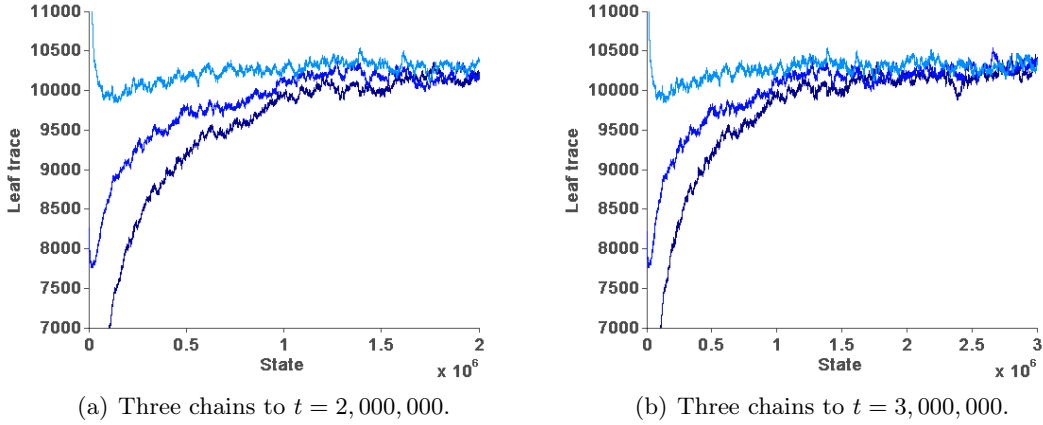 11000
10500
10000
9500
9000
8500
8000
7500
7000
Leaf trace
0 0.5 1 1.5 2
State
x 10^6
(a) Three chains to t = 2,000,000.
11000
10500
10000
9500
9000
8500
8000
7500
7000
Leaf trace
0 0.5 1 1.5 2 2.5 3
State
x 10^6
(b) Three chains to t = 3,000,000.